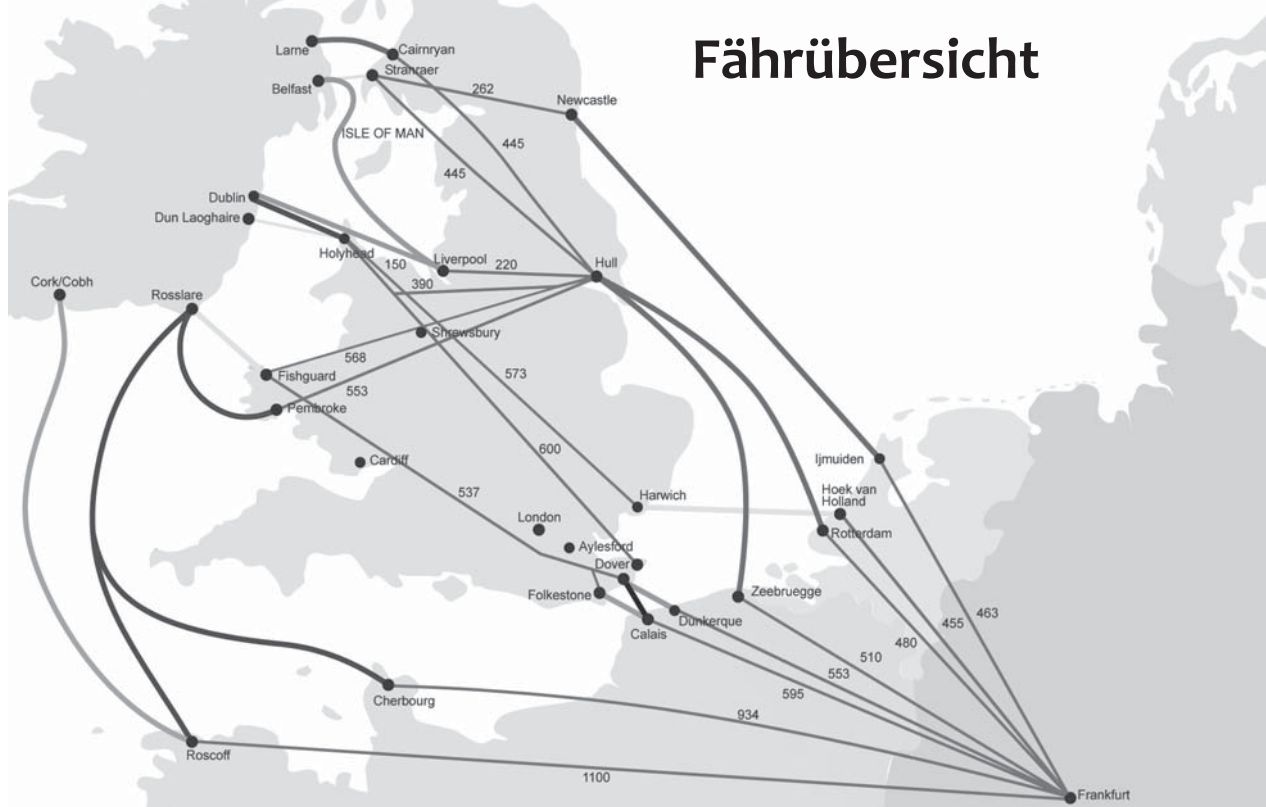 Fährübersicht
Larne
Cairnryan
Stranraer
Belfast
262
Newcastle
ISLE OF MAN
445
445
Dublin
Dun Laoghaire
Holyhead
150
Liverpool
220
Hull
390
Cork/Cobh
Rosslare
Shrewsbury
568
Fishguard
573
553
Pembroke
600
Cardiff
Ijmuiden
537
Harwich
Hoek van
Holland
London
Rotterdam
Aylesford
Dover
Folkestone
Zeebruegge
Dunkerque
Calais
463
455
480
510
553
595
Cherbourg
934
Roscoff
1100
Frankfurt